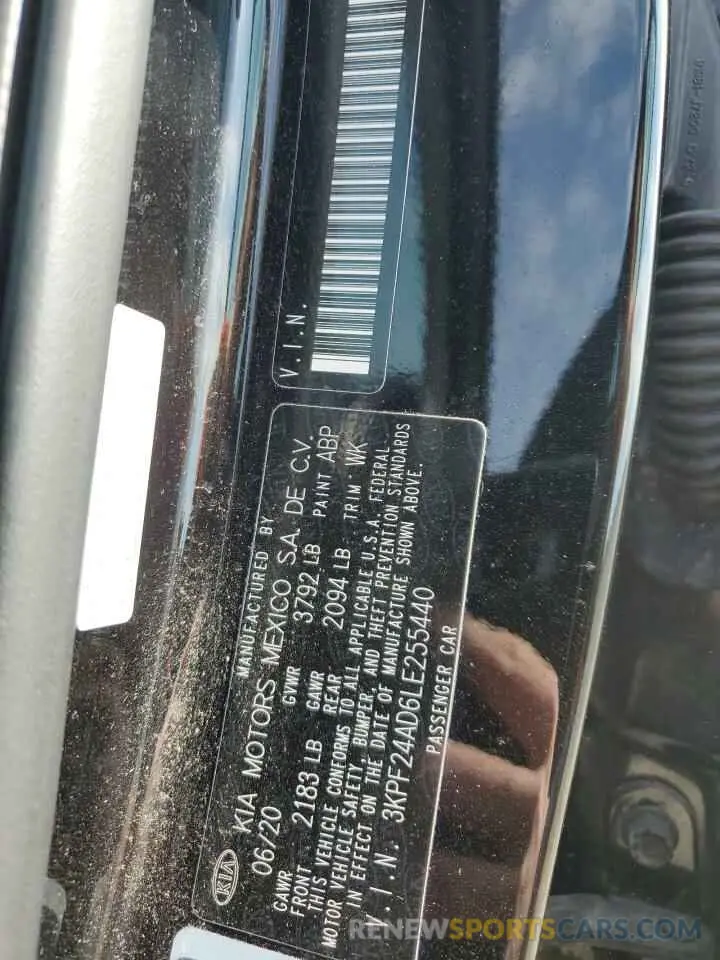 V.I.N.
MANUFACTURED BY
KIA KIA MOTORS MEXICO S.A. DE C.V.
06/20 GVWR 3792 LB PAINT ABP
GAWR FRONT 2183 LB GAWR REAR 2094 LB TRIM WK
THIS VEHICLE CONFORMS TO ALL APPLICABLE U.S.A. FEDERAL
MOTOR VEHICLE SAFETY, BUMPER, AND THEFT PREVENTION STANDARDS
IN EFFECT ON THE DATE OF MANUFACTURE SHOWN ABOVE.
V.I.N. 3KPF24AD6LE255440
PASSENGER CAR
RENEWSPORTSCARS.COM